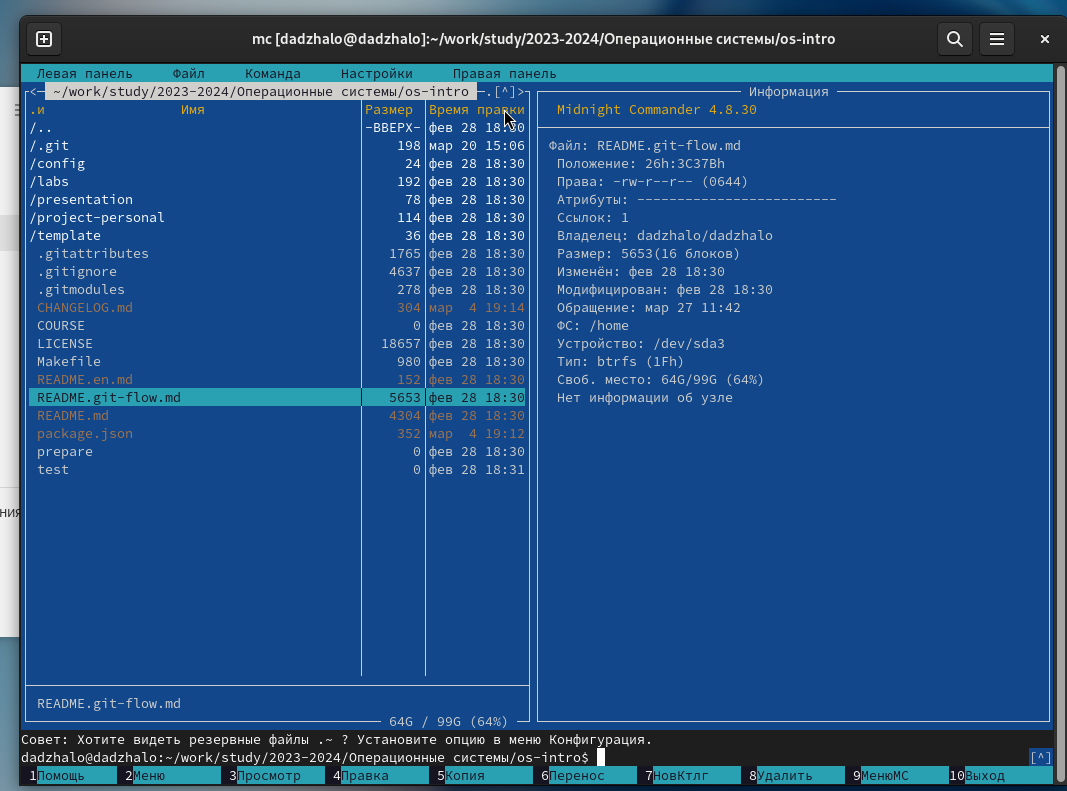 mc [dadzhalo@dadzhalo]:~/work/study/2023-2024/Операционные системы/os-intro
Левая панель Файл Команда Настройки Правая панель
<─ ~/work/study/2023-2024/Операционные системы/os-intro ─.[^]>
.и Имя Размер Время правки
/.. -ВВЕРХ- фев 28 18:30
/.git 198 мар 20 15:06
/config 24 фев 28 18:30
/labs 192 фев 28 18:30
/presentation 78 фев 28 18:30
/project-personal 114 фев 28 18:30
/template 36 фев 28 18:30
.gitattributes 1765 фев 28 18:30
.gitignore 4637 фев 28 18:30
.gitmodules 278 фев 28 18:30
CHANGELOG.md 304 мар 4 19:14
COURSE 0 фев 28 18:30
LICENSE 18657 фев 28 18:30
Makefile 980 фев 28 18:30
README.en.md 152 фев 28 18:30
README.git-flow.md 5653 фев 28 18:30
README.md 4304 фев 28 18:30
package.json 352 мар 4 19:12
prepare 0 фев 28 18:30
test 0 фев 28 18:31
README.git-flow.md
64G / 99G (64%)
Информация
Midnight Commander 4.8.30
Файл: README.git-flow.md
Положение: 26h:3C37Bh
Права: -rw-r--r-- (0644)
Атрибуты: -------------------------
Ссылок: 1
Владелец: dadzhalo/dadzhalo
Размер: 5653(16 блоков)
Изменён: фев 28 18:30
Модифицирован: фев 28 18:30
Обращение: мар 27 11:42
ФС: /home
Устройство: /dev/sda3
Тип: btrfs (1Fh)
Своб. место: 64G/99G (64%)
Нет информации об узле
Совет: Хотите видеть резервные файлы .~ ? Установите опцию в меню Конфигурация.
dadzhalo@dadzhalo:~/work/study/2023-2024/Операционные системы/os-intro$ [^]
1Помощь 2Меню 3Просмотр 4Правка 5Копия 6Перенос 7НовКтлг 8Удалить 9МенюМС 10Выход